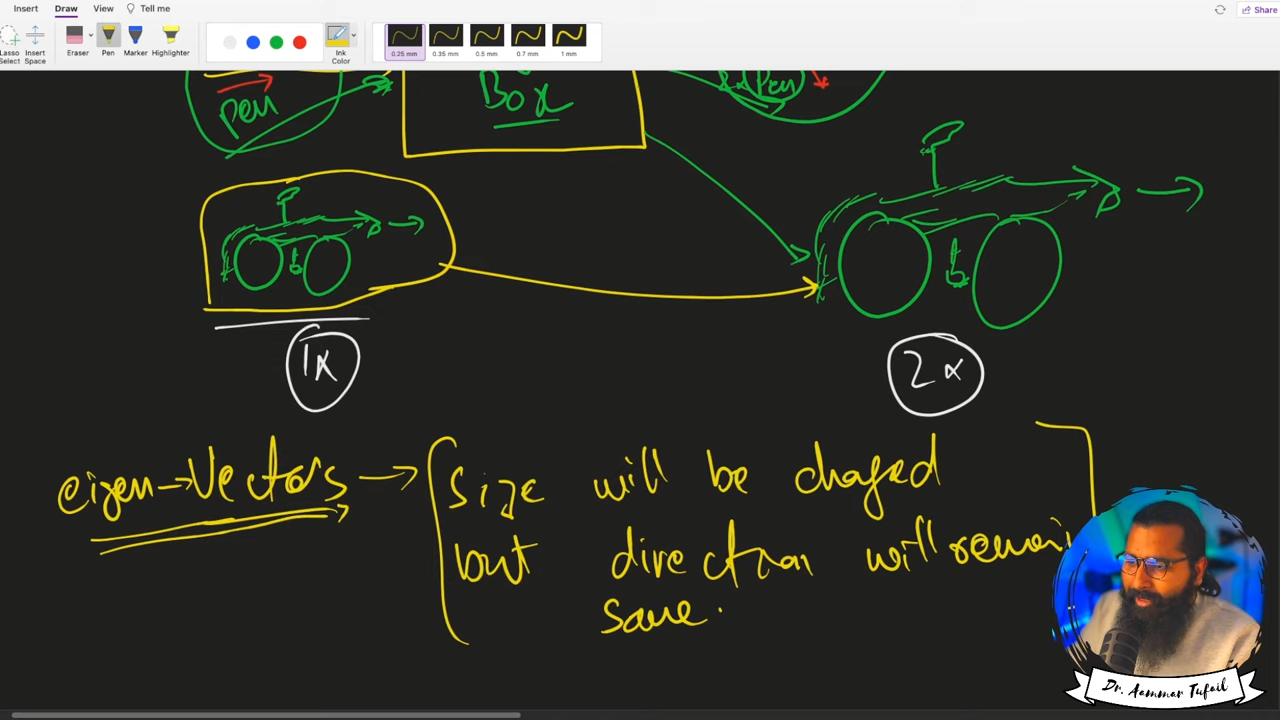 Insert Draw View Tell me
Share
Lasso Select
Insert Space
Eraser
Pen
Marker
Highlighter
Ink Color
0.25 mm
0.35 mm
0.5 mm
0.7 mm
1 mm
Pen
Box
(Pen)
1x
2x
eigen→Vectors → size will be chaged
but direction will remain
same.
Dr. Aammar Tufail